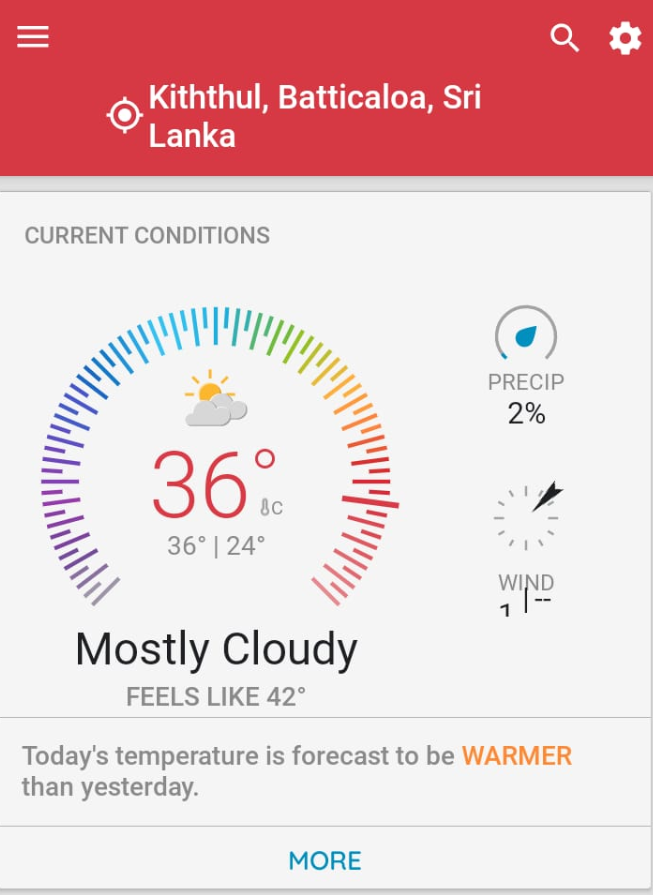 Kiththul, Batticaloa, Sri
Lanka
CURRENT CONDITIONS
PRECIP
2%
36°
C
36° | 24°
WIND
1 | --
Mostly Cloudy
FEELS LIKE 42°
Today's temperature is forecast to be WARMER
than yesterday.
MORE